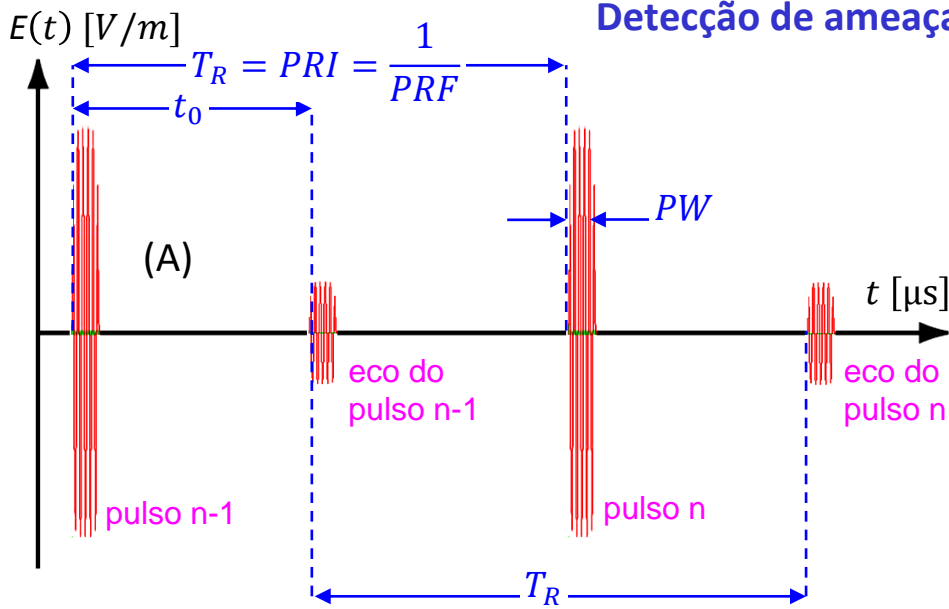 Detecção de ameaça
E(t) [V/m]
T_R = PRI = 1/PRF
t_0
PW
(A)
t [μs]
eco do
pulso n-1
eco do
pulso n
pulso n-1
pulso n
T_R